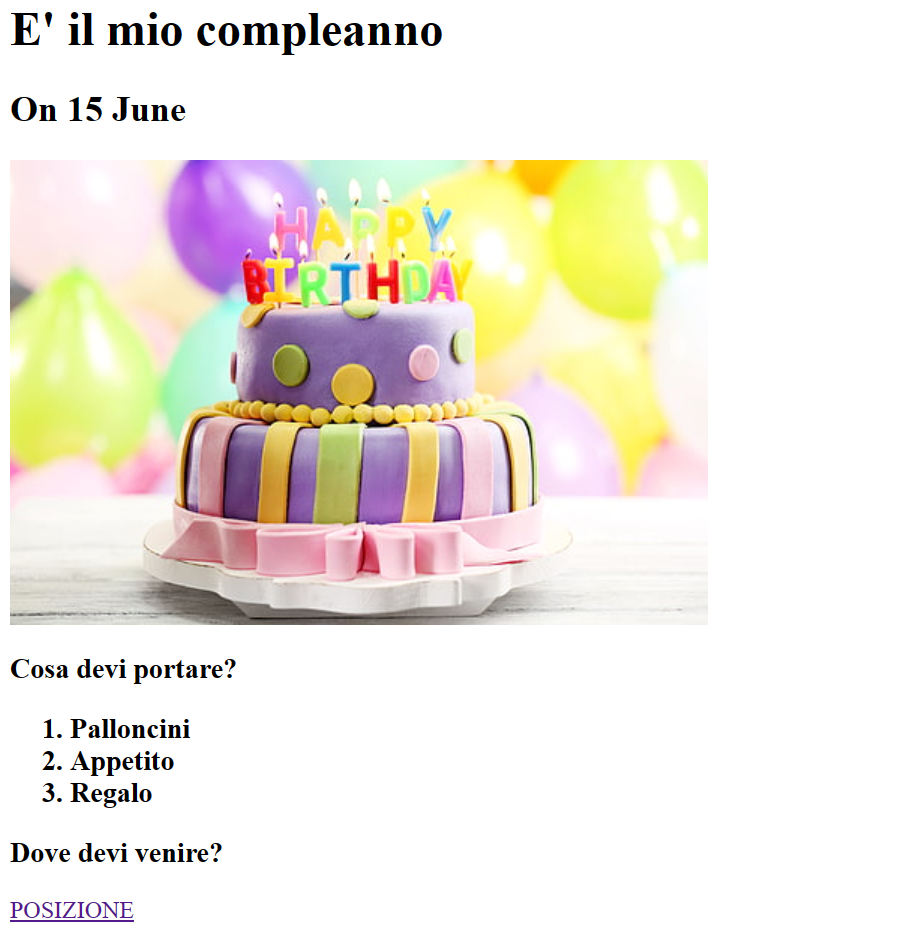 E' il mio compleanno
On 15 June
HAPPY
BIRTHDAY
Cosa devi portare?
1. Palloncini
2. Appetito
3. Regalo
Dove devi venire?
POSIZIONE